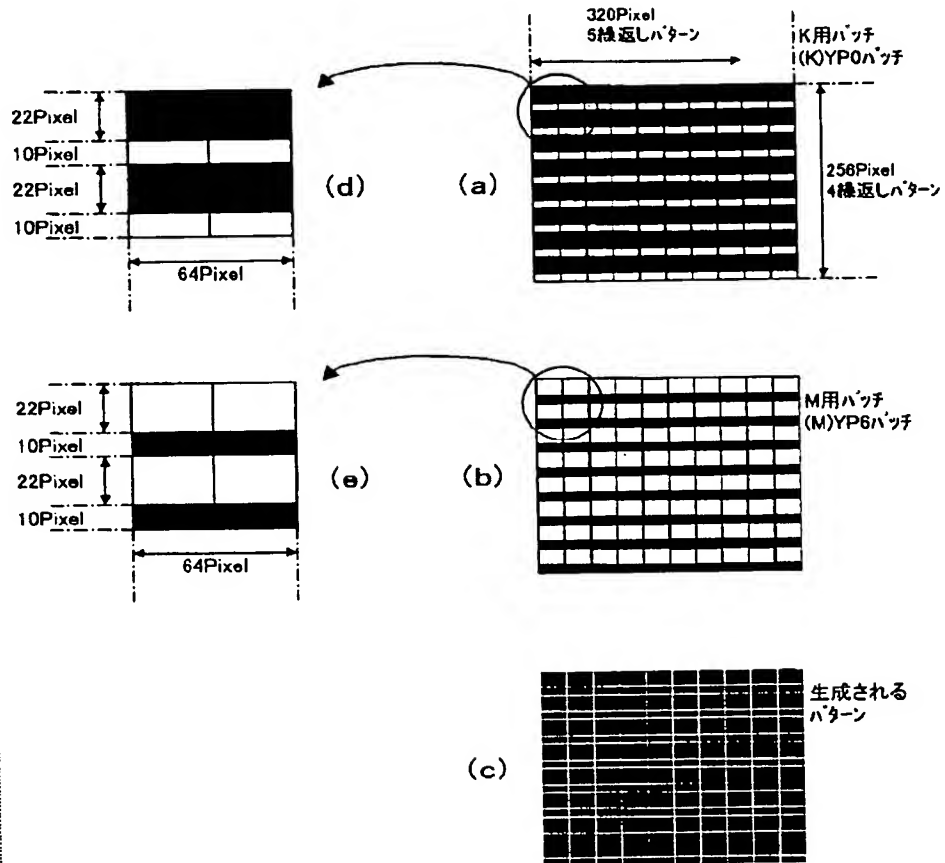 320Pixel
5繰返しパターン
K用パッチ
(K)YP0パッチ
22Pixel
10Pixel
22Pixel
10Pixel
64Pixel
(d)
(a)
256Pixel
4繰返しパターン
22Pixel
10Pixel
22Pixel
10Pixel
64Pixel
(e)
(b)
M用パッチ
(M)YP6パッチ
(c)
生成される
パターン